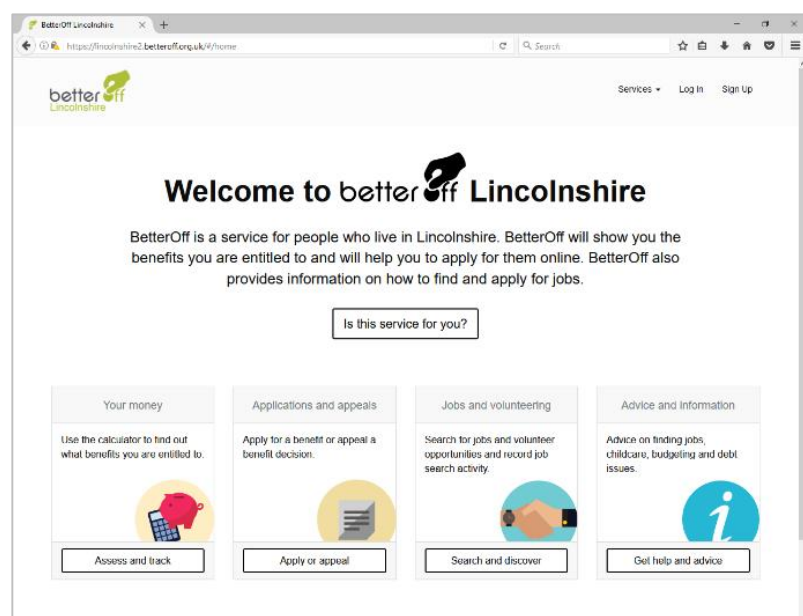 BetterOff Lincolnshire
https://lincolnshire2.betteroff.org.uk/#/home
Search
better off
Lincolnshire
Services
Log In
Sign Up
Welcome to better off Lincolnshire
BetterOff is a service for people who live in Lincolnshire. BetterOff will show you the
benefits you are entitled to and will help you to apply for them online. BetterOff also
provides information on how to find and apply for jobs.
Is this service for you?
Your money
Use the calculator to find out
what benefits you are entitled to.
Assess and track
Applications and appeals
Apply for a benefit or appeal a
benefit decision.
Apply or appeal
Jobs and volunteering
Search for jobs and volunteer
opportunities and record job
search activity.
Search and discover
Advice and information
Advice on finding jobs,
childcare, budgeting and debt
issues.
Get help and advice